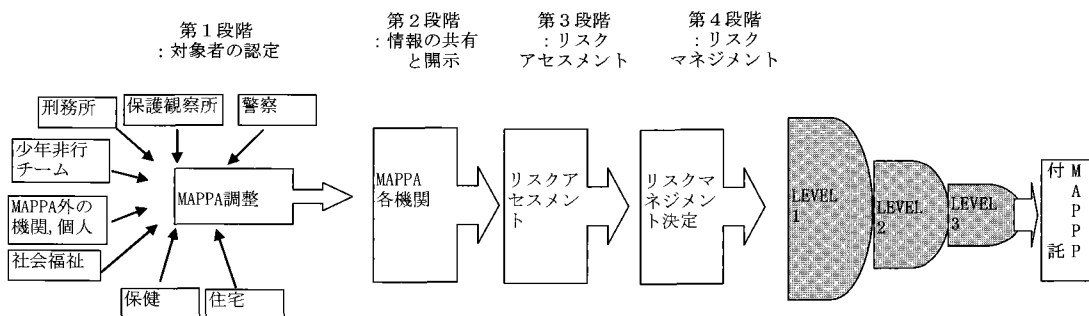 第1段階
：対象者の認定
第2段階
：情報の共有
と開示
第3段階
：リスク
アセスメント
第4段階
：リスク
マネジメント
刑務所
保護観察所
警察
少年非行
チーム
MAPPA外の
機関,個人
社会福祉
保健
住宅
MAPPA調整
MAPPA
各機関
リスクア
セスメン
ト
リスクマ
ネジメン
ト決定
LEVEL
1
LEVEL
2
LEVEL
3
MAPPP
付託